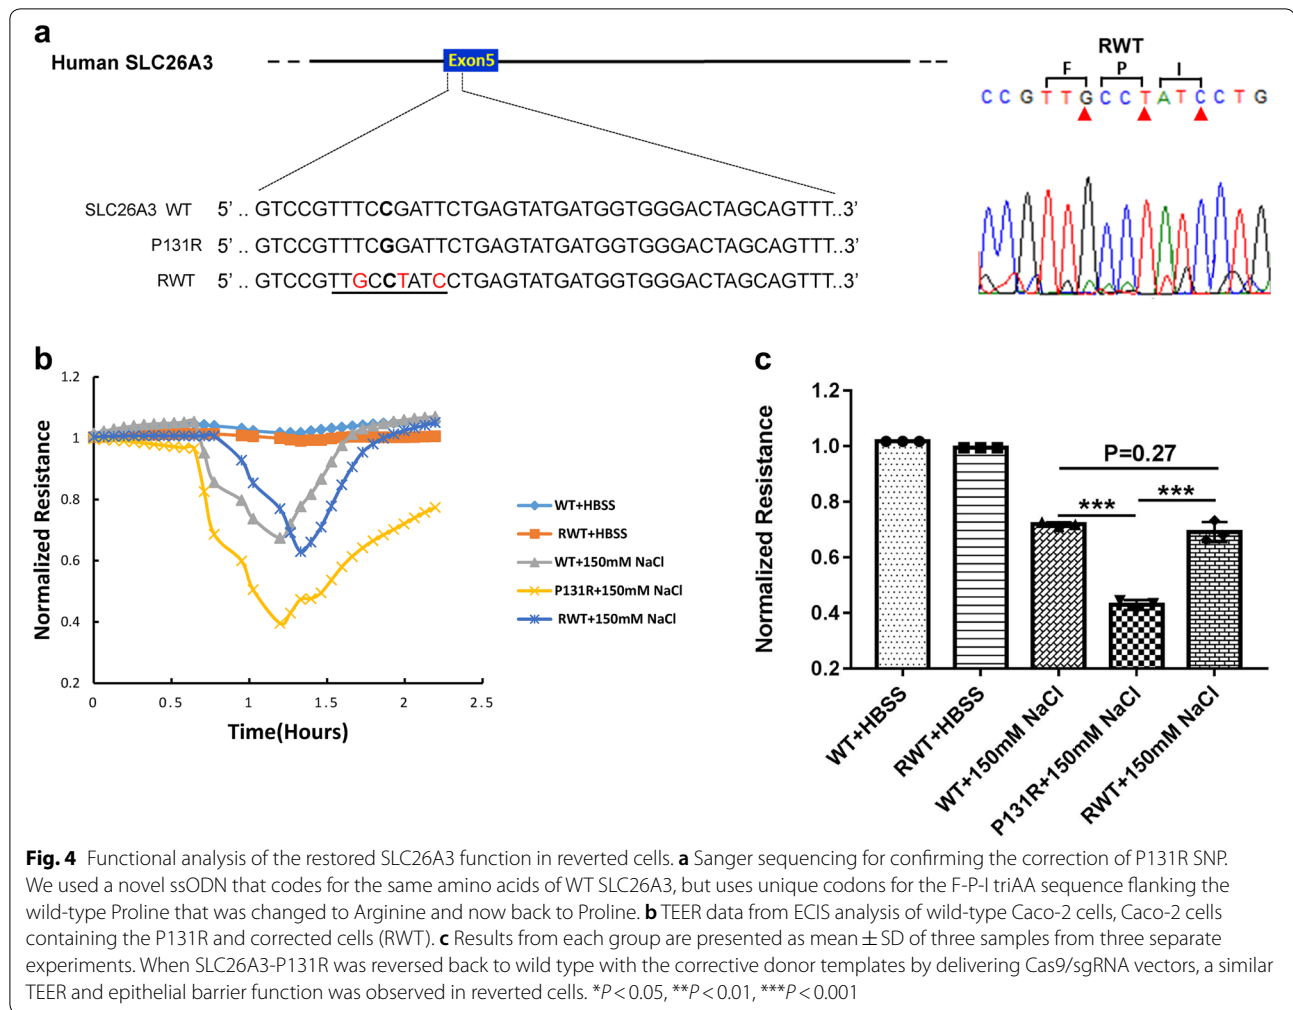 a
Human SLC26A3
Exon5
RWT
F P I
C C G T T G C C T A T C C T G
SLC26A3 WT 5' .. GTCCGTTTCCGATTCTGAGTATGATGGTGGGACTAGCAGTTT..3'
P131R 5' .. GTCCGTTTCGGATTCTGAGTATGATGGTGGGACTAGCAGTTT..3'
RWT 5' .. GTCCGTTGCCTATCCTGAGTATGATGGTGGGACTAGCAGTTT..3'
b
Normalized Resistance
1.2
1
0.8
0.6
0.4
0.2
0 0.5 1 1.5 2 2.5
Time(Hours)
WT+HBSS
RWT+HBSS
WT+150mM NaCl
P131R+150mM NaCl
RWT+150mM NaCl
c
Normalized Resistance
1.2
1.0
0.8
0.6
0.4
0.2
P=0.27
*** ***
WT+HBSS
RWT+HBSS
WT+150mM NaCl
P131R+150mM NaCl
RWT+150mM NaCl
Fig. 4 Functional analysis of the restored SLC26A3 function in reverted cells. a Sanger sequencing for confirming the correction of P131R SNP.
We used a novel ssODN that codes for the same amino acids of WT SLC26A3, but uses unique codons for the F-P-I triAA sequence flanking the
wild-type Proline that was changed to Arginine and now back to Proline. b TEER data from ECIS analysis of wild-type Caco-2 cells, Caco-2 cells
containing the P131R and corrected cells (RWT). c Results from each group are presented as mean ± SD of three samples from three separate
experiments. When SLC26A3-P131R was reversed back to wild type with the corrective donor templates by delivering Cas9/sgRNA vectors, a similar
TEER and epithelial barrier function was observed in reverted cells. *P < 0.05, **P < 0.01, ***P < 0.001